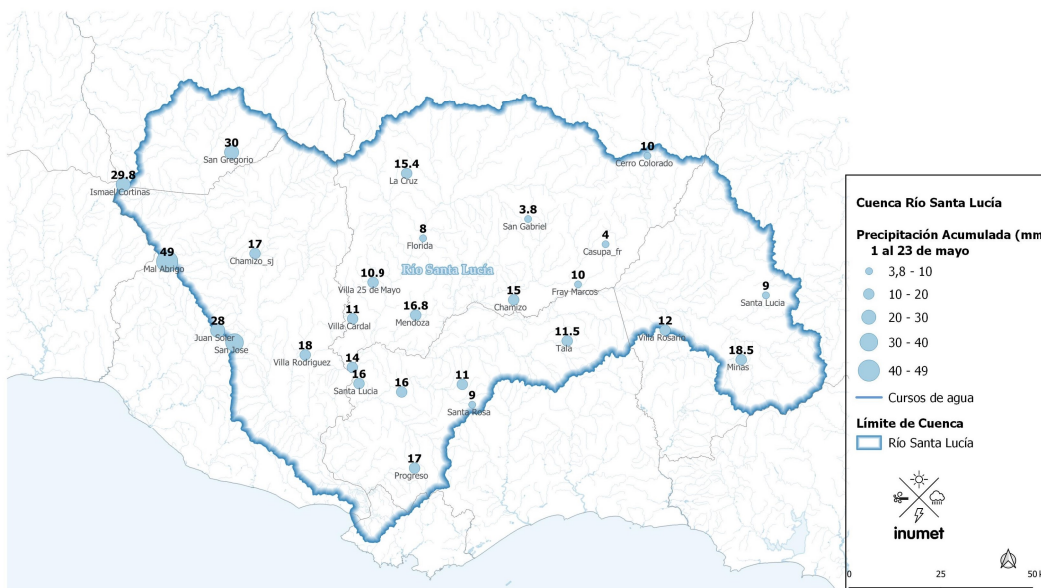 30
San Gregorio
29.8
Ismael Cortinas
15.4
La Cruz
10
Cerro Colorado
49
Mal Abrigo
17
Chamizo_sj
8
Florida
3.8
San Gabriel
4
Casupa_fr
Río Santa Lucía
10.9
Villa 25 de Mayo
10
Fray Marcos
9
Santa Lucia
15
Chamizo
16.8
Mendoza
11
Villa Cardal
28
Juan Soler
San Jose
18
Villa Rodriguez
11.5
Tala
12
Villa Rosario
18.5
Minas
14
16
Santa Lucia
16
11
9
Santa Rosa
17
Progreso
Cuenca Río Santa Lucía
Precipitación Acumulada (mm
1 al 23 de mayo
3,8 - 10
10 - 20
20 - 30
30 - 40
40 - 49
Cursos de agua
Límite de Cuenca
Río Santa Lucía
inumet
0 25 50 k